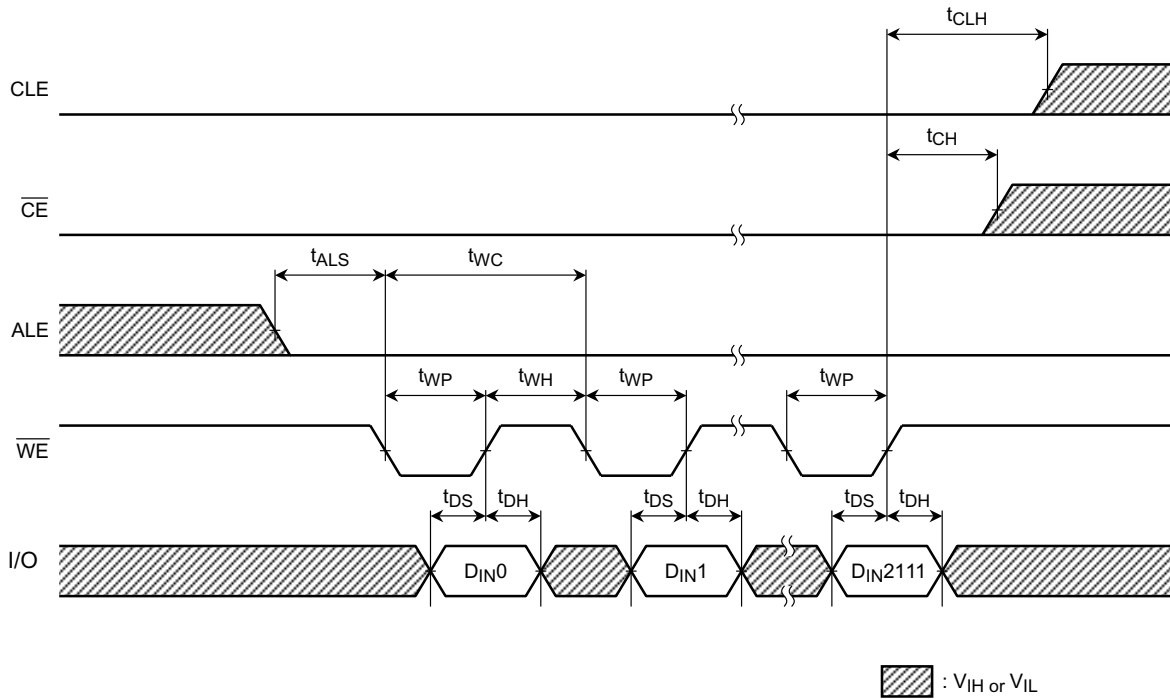 tCLH
CLE
tCH
CE
tALS tWC
ALE
tWP tWH tWP tWP
WE
tDS tDH tDS tDH tDS tDH
I/O DIN0 DIN1 DIN2111
: VIH or VIL